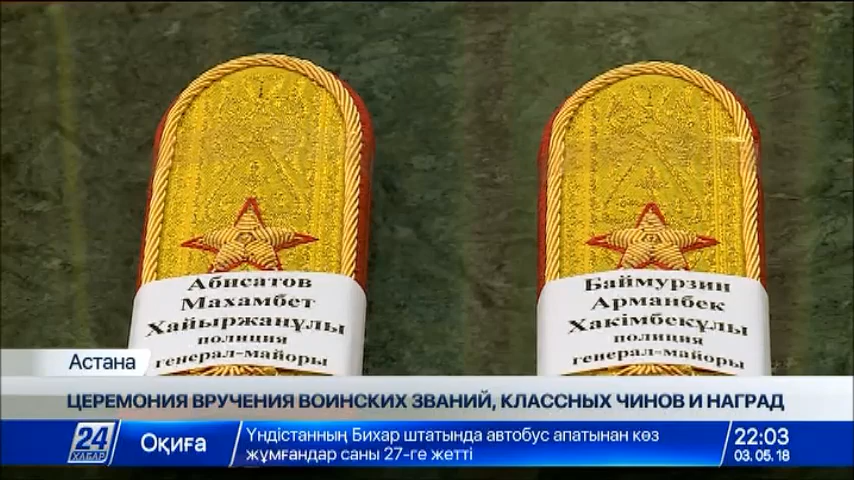 Абисатов
Махамбет
Хайыржанұлы
полиция
генерал-майоры
Баймурзин
Арманбек
Хакімбекұлы
полиция
генерал-майоры
Астана
ЦЕРЕМОНИЯ ВРУЧЕНИЯ ВОИНСКИХ ЗВАНИЙ, КЛАССНЫХ ЧИНОВ И НАГРАД
24
ХАБАР
Оқиға
Үндістанның Бихар штатында автобус апатынан көз
жұмғандар саны 27-ге жетті
22:03
03.05.18